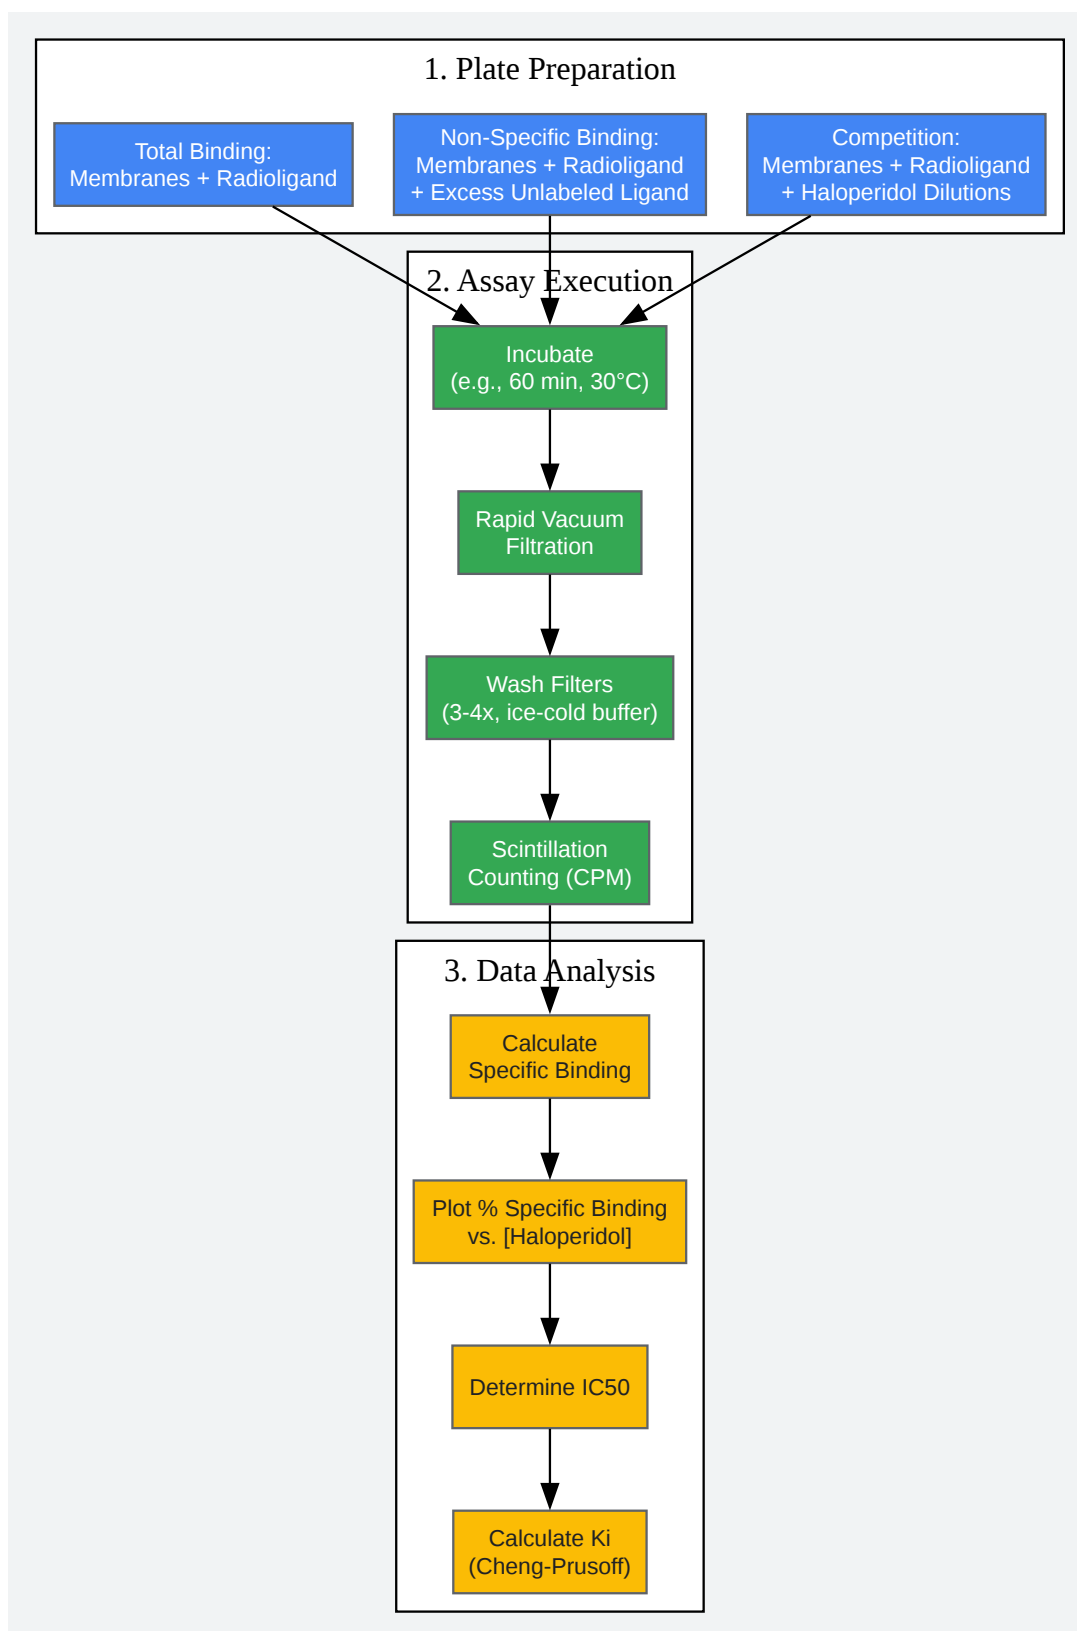 1. Plate Preparation
Total Binding:
Membranes + Radioligand
Non-Specific Binding:
Membranes + Radioligand
+ Excess Unlabeled Ligand
Competition:
Membranes + Radioligand
+ Haloperidol Dilutions
2. Assay Execution
Incubate
(e.g., 60 min, 30°C)
Rapid Vacuum
Filtration
Wash Filters
(3-4x, ice-cold buffer)
Scintillation
Counting (CPM)
3. Data Analysis
Calculate
Specific Binding
Plot % Specific Binding
vs. [Haloperidol]
Determine IC50
Calculate Ki
(Cheng-Prusoff)